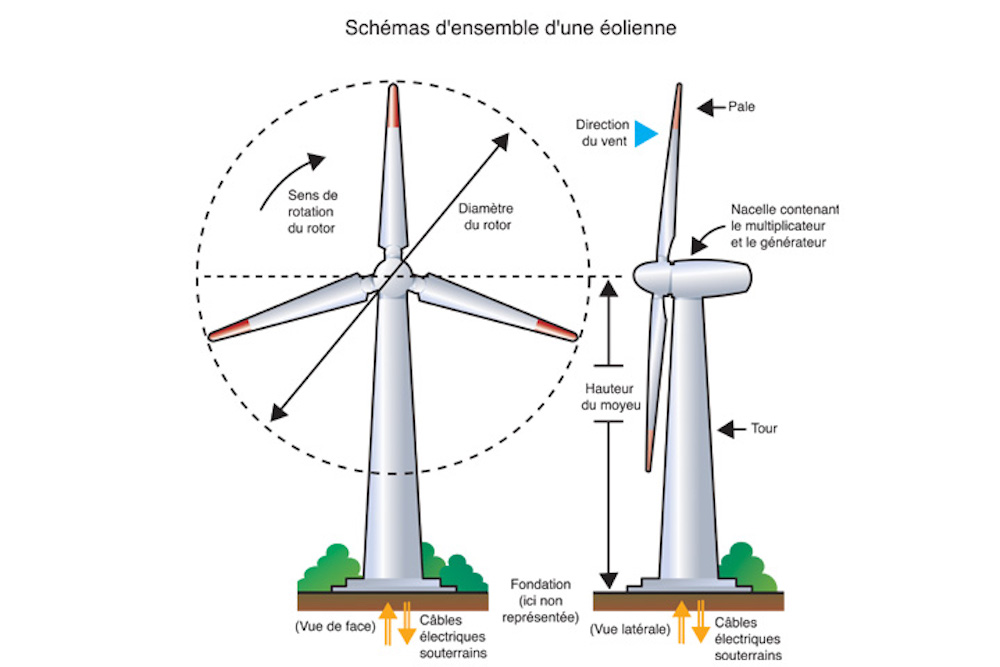 Schémas d'ensemble d'une éolienne
Pale
Direction
du vent
Sens de
rotation
du rotor
Diamètre
du rotor
Nacelle contenant
le multiplicateur
et le générateur
Hauteur
du moyeu
Tour
Fondation
(ici non
représentée)
(Vue de face)
Câbles
électriques
souterrains
(Vue latérale)
Câbles
électriques
souterrains